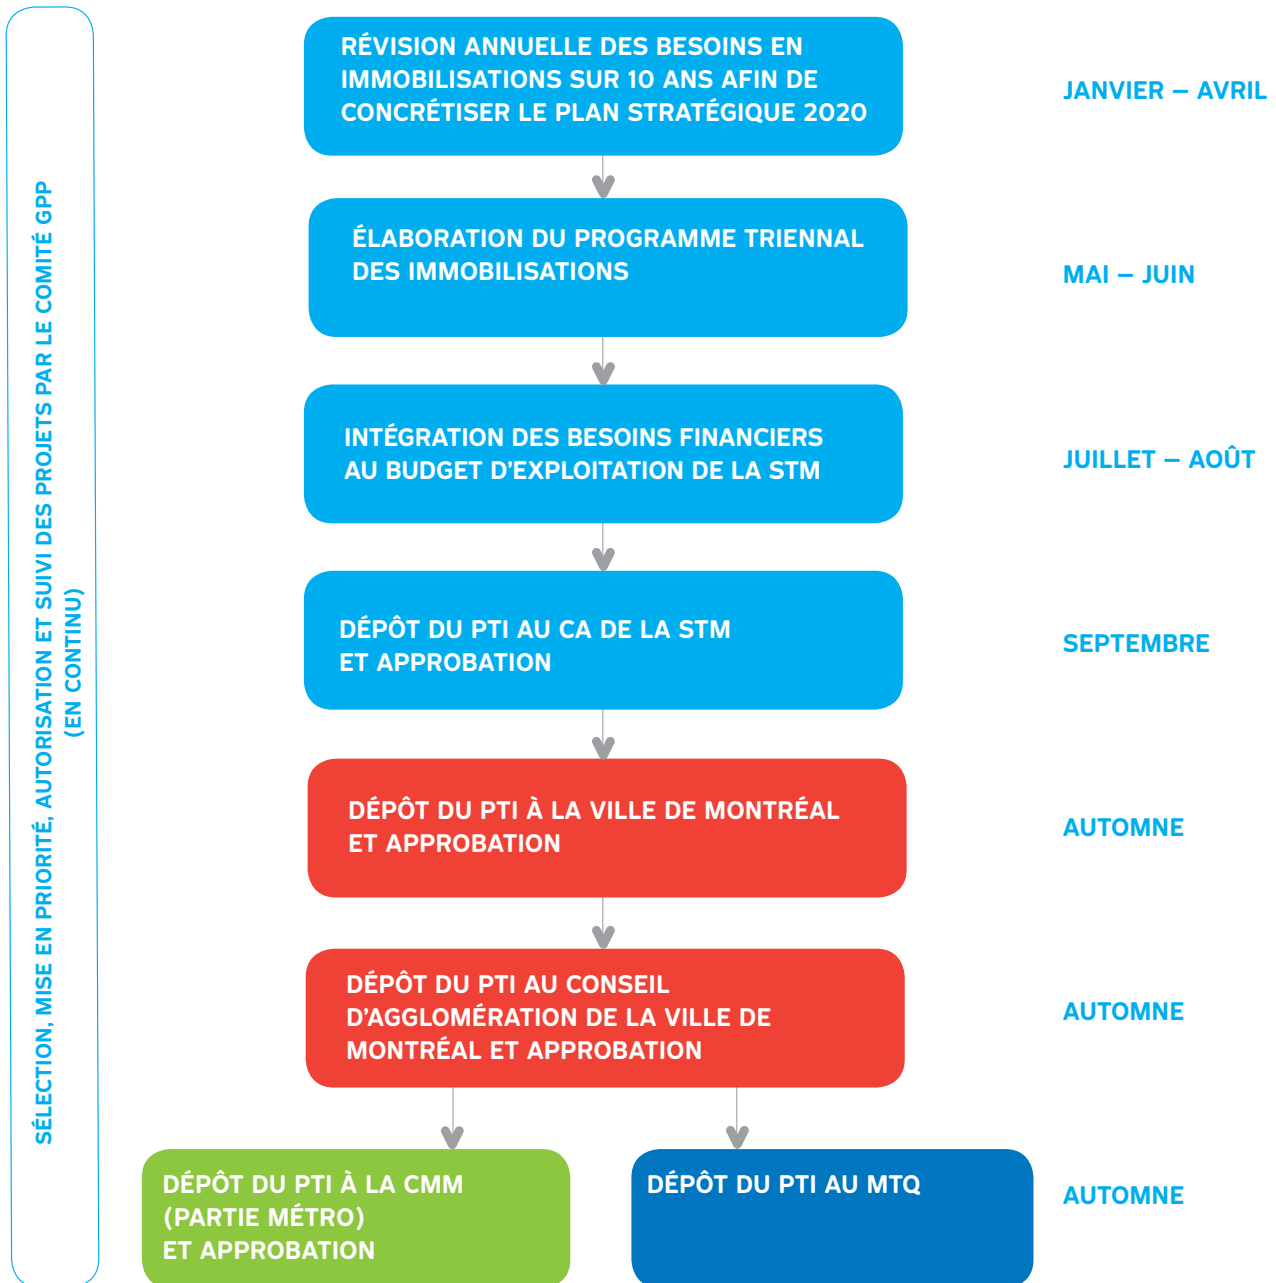 SÉLECTION, MISE EN PRIORITÉ, AUTORISATION ET SUIVI DES PROJETS PAR LE COMITÉ GPP
(EN CONTINU)
RÉVISION ANNUELLE DES BESOINS EN
IMMOBILISATIONS SUR 10 ANS AFIN DE
CONCRÉTISER LE PLAN STRATÉGIQUE 2020
JANVIER – AVRIL
ÉLABORATION DU PROGRAMME TRIENNAL
DES IMMOBILISATIONS
MAI – JUIN
INTÉGRATION DES BESOINS FINANCIERS
AU BUDGET D'EXPLOITATION DE LA STM
JUILLET – AOÛT
DÉPÔT DU PTI AU CA DE LA STM
ET APPROBATION
SEPTEMBRE
DÉPÔT DU PTI À LA VILLE DE MONTRÉAL
ET APPROBATION
AUTOMNE
DÉPÔT DU PTI AU CONSEIL
D'AGGLOMÉRATION DE LA VILLE DE
MONTRÉAL ET APPROBATION
AUTOMNE
DÉPÔT DU PTI À LA CMM
(PARTIE MÉTRO)
ET APPROBATION
DÉPÔT DU PTI AU MTQ
AUTOMNE